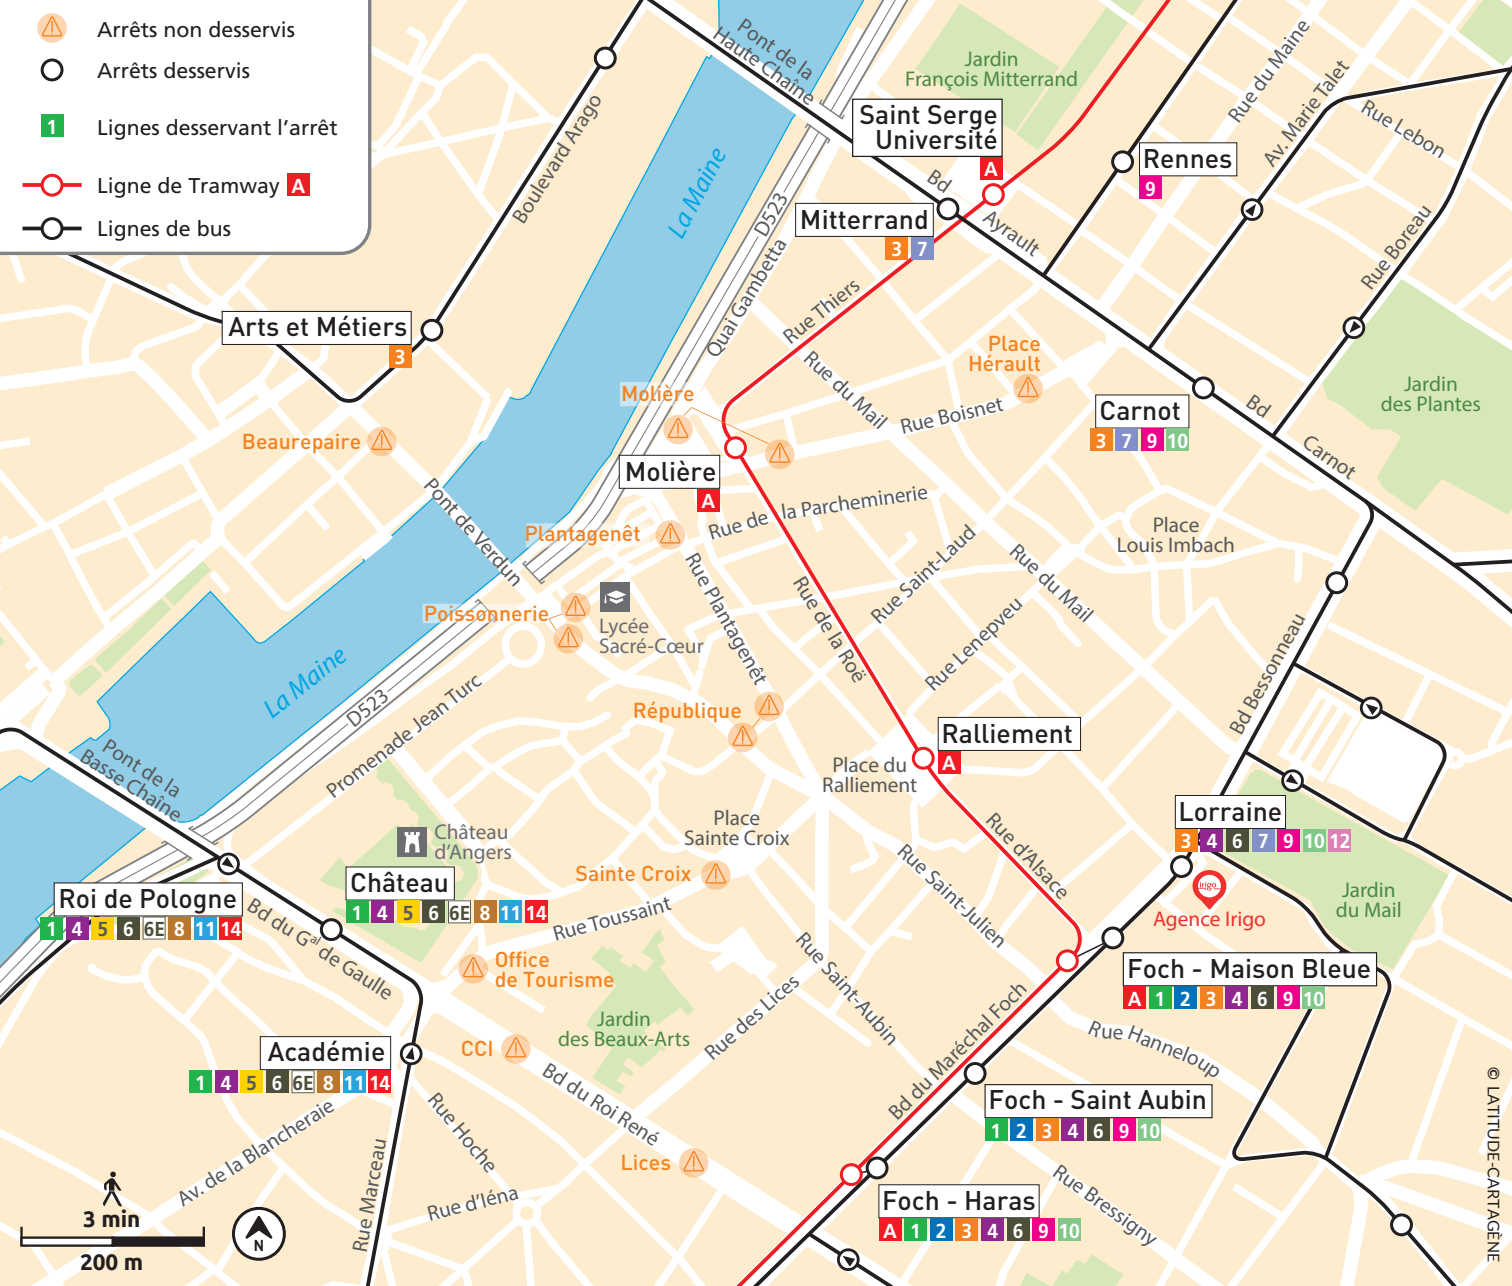 Arrêts non desservis
Arrêts desservis
1
Lignes desservant l'arrêt
Ligne de Tramway A
Lignes de bus
Pont de la
Haute Chaîne
Boulevard Arago
La Maine
D523
Quai Gambetta
Jardin
François Mitterrand
Saint Serge
Université
A
Bd
Ayrault
Mitterrand
3 7
Rennes
9
Rue du Maine
Av. Marie Talet
Rue Lebon
Rue Boreau
Rue Thiers
Rue du Mail
Arts et Métiers
3
Place
Hérault
Rue Boisnet
Carnot
3 7 9 10
Bd
Carnot
Jardin
des Plantes
Molière
Beaurepaire
Molière
A
Pont de Verdun
Plantagenêt
Rue de la Parcheminerie
Place
Louis Imbach
Rue Saint-Laud
Rue du Mail
Rue Plantagenêt
Rue de la Roë
Rue Lenepveu
Poissonnerie
Lycée
Sacré-Cœur
Bd Bessonneau
La Maine
D523
Promenade Jean Turc
République
Ralliement
A
Place du
Ralliement
Pont de la
Basse Chaîne
Château
d'Angers
Place
Sainte Croix
Rue d'Alsace
Lorraine
3 4 6 7 9 10 12
irigo
Agence Irigo
Jardin
du Mail
Sainte Croix
Rue Saint-Julien
Château
1 4 5 6 6E 8 11 14
Roi de Pologne
1 4 5 6 6E 8 11 14
Bd du Gal de Gaulle
Rue Toussaint
Office
de Tourisme
Rue Saint-Aubin
Rue des Lices
Foch - Maison Bleue
A 1 2 3 4 6 9 10
Jardin
des Beaux-Arts
Bd du Maréchal Foch
Rue Hanneloup
Académie
1 4 5 6 6E 8 11 14
CCI
Bd du Roi René
Foch - Saint Aubin
1 2 3 4 6 9 10
Rue Hoche
Av. de la Blancheraie
Rue Marceau
Lices
Rue d'Iéna
Foch - Haras
A 1 2 3 4 6 9 10
Rue Bressigny
3 min
200 m
N
© LATITUDE-CARTAGÈNE